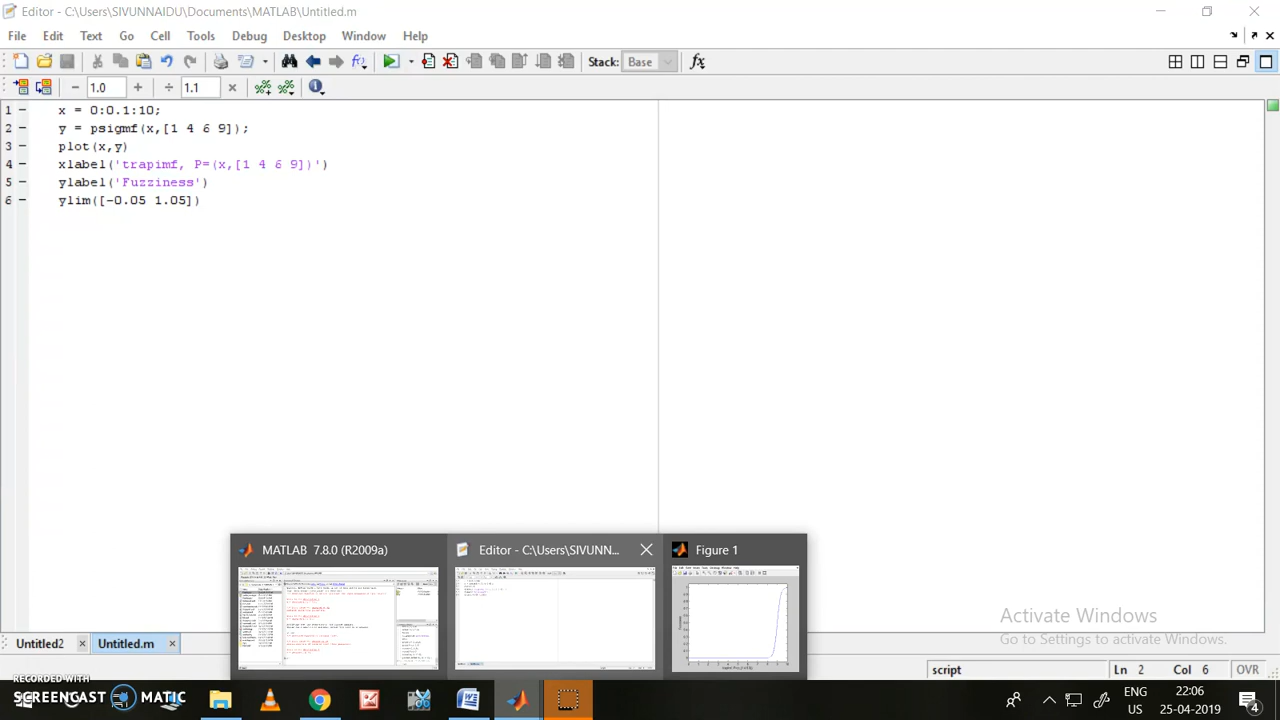 Editor - C:\Users\SIVUNNAIDU\Documents\MATLAB\Untitled.m
File Edit Text Go Cell Tools Debug Desktop Window Help
Stack: Base fx
− 1.0 + ÷ 1.1 ×
1 − x = 0:0.1:10;
2 − y = psigmf(x,[1 4 6 9]);
3 − plot(x,y)
4 − xlabel('trapimf, P=(x,[1 4 6 9])')
5 − ylabel('Fuzziness')
6 − ylim([-0.05 1.05])
MATLAB 7.8.0 (R2009a)
Editor - C:\Users\SIVUNN...
Figure 1
Activate Windows
Go to Settings to activate Windows.
Untitled2 × Untitled.m ×
script Ln 2 Col 6 OVR
RECORDED WITH
SCREENCAST MATIC
ENG
US
22:06
25-04-2019
4